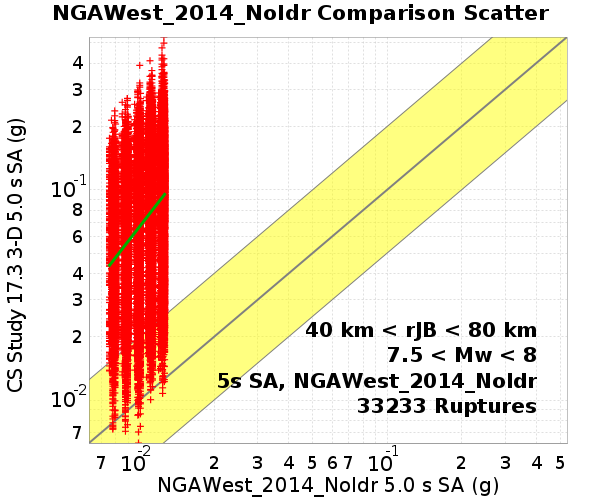 NGAWest_2014_NoIdr Comparison Scatter
CS Study 17.3 3-D 5.0 s SA (g)
4
3
2
10^-1
8
6
4
3
2
10^-2
7
40 km < rJB < 80 km
7.5 < Mw < 8
5s SA, NGAWest_2014_NoIdr
33233 Ruptures
7 10^-2 2 3 4 5 6 7 10^-1 2 3 4 5
NGAWest_2014_NoIdr 5.0 s SA (g)